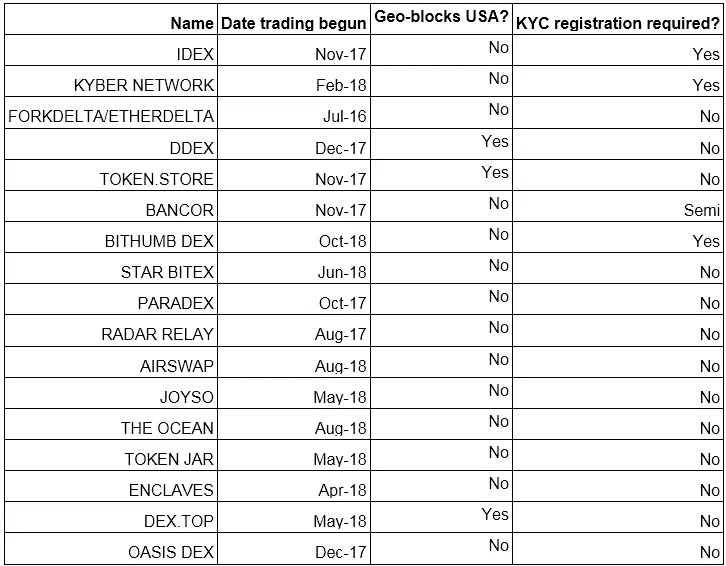 Name Date trading begun Geo-blocks USA? KYC registration required?
IDEX Nov-17 No Yes
KYBER NETWORK Feb-18 No Yes
FORKDELTA/ETHERDELTA Jul-16 No No
DDEX Dec-17 Yes No
TOKEN.STORE Nov-17 Yes No
BANCOR Nov-17 No Semi
BITHUMB DEX Oct-18 No Yes
STAR BITEX Jun-18 No No
PARADEX Oct-17 No No
RADAR RELAY Aug-17 No No
AIRSWAP Aug-18 No No
JOYSO May-18 No No
THE OCEAN Aug-18 No No
TOKEN JAR May-18 No No
ENCLAVES Apr-18 No No
DEX.TOP May-18 Yes No
OASIS DEX Dec-17 No No